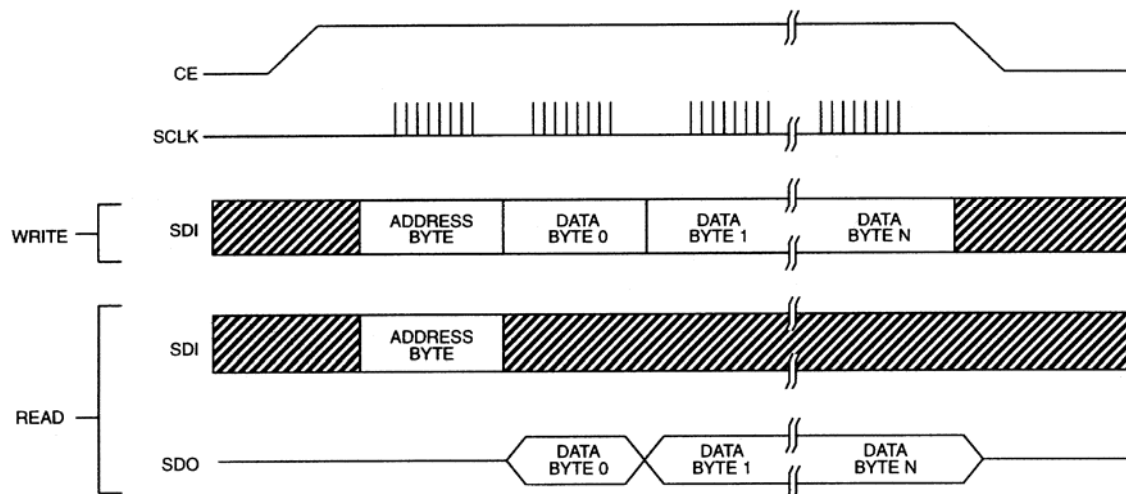 CE
SCLK
WRITE
SDI
ADDRESS
BYTE
DATA
BYTE 0
DATA
BYTE 1
DATA
BYTE N
READ
SDI
ADDRESS
BYTE
SDO
DATA
BYTE 0
DATA
BYTE 1
DATA
BYTE N